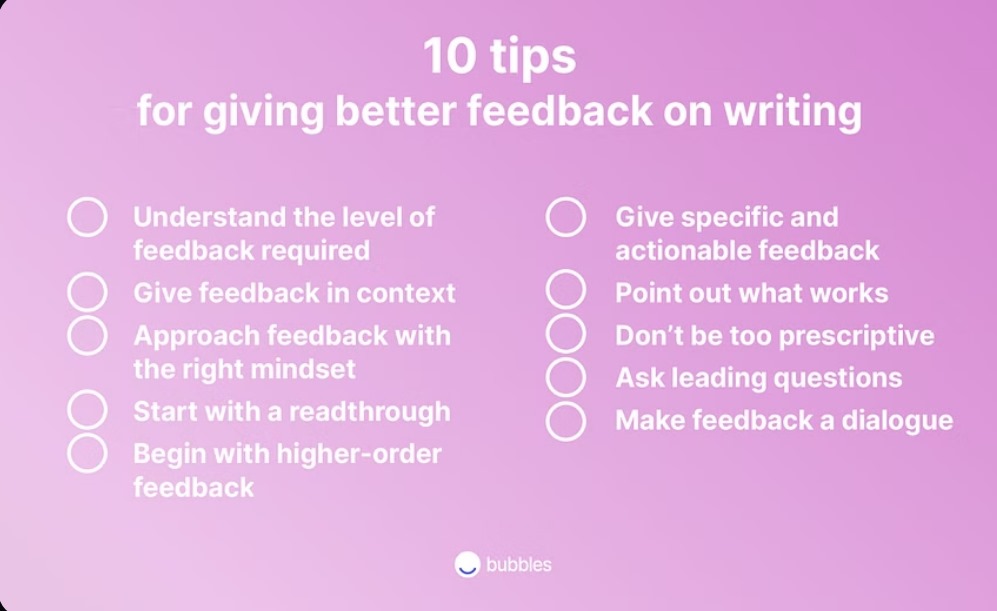 10 tips
for giving better feedback on writing
Understand the level of
feedback required
Give feedback in context
Approach feedback with
the right mindset
Start with a readthrough
Begin with higher-order
feedback
Give specific and
actionable feedback
Point out what works
Don’t be too prescriptive
Ask leading questions
Make feedback a dialogue
bubbles